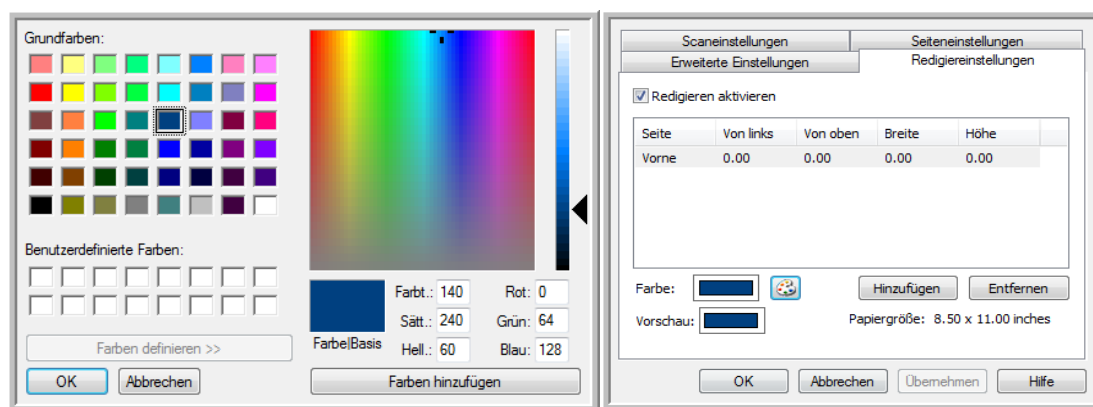 Grundfarben:
Benutzerdefinierte Farben:
Farben definieren >>
OK
Abbrechen
Farbe|Basis
Farbt.: 140
Sätt.: 240
Hell.: 60
Rot: 0
Grün: 64
Blau: 128
Farben hinzufügen
Scaneinstellungen
Seiteneinstellungen
Erweiterte Einstellungen
Redigiereinstellungen
Redigieren aktivieren
Seite Von links Von oben Breite Höhe
Vorne 0.00 0.00 0.00 0.00
Farbe:
Hinzufügen
Entfernen
Vorschau:
Papiergröße: 8.50 x 11.00 inches
OK
Abbrechen
Übernehmen
Hilfe